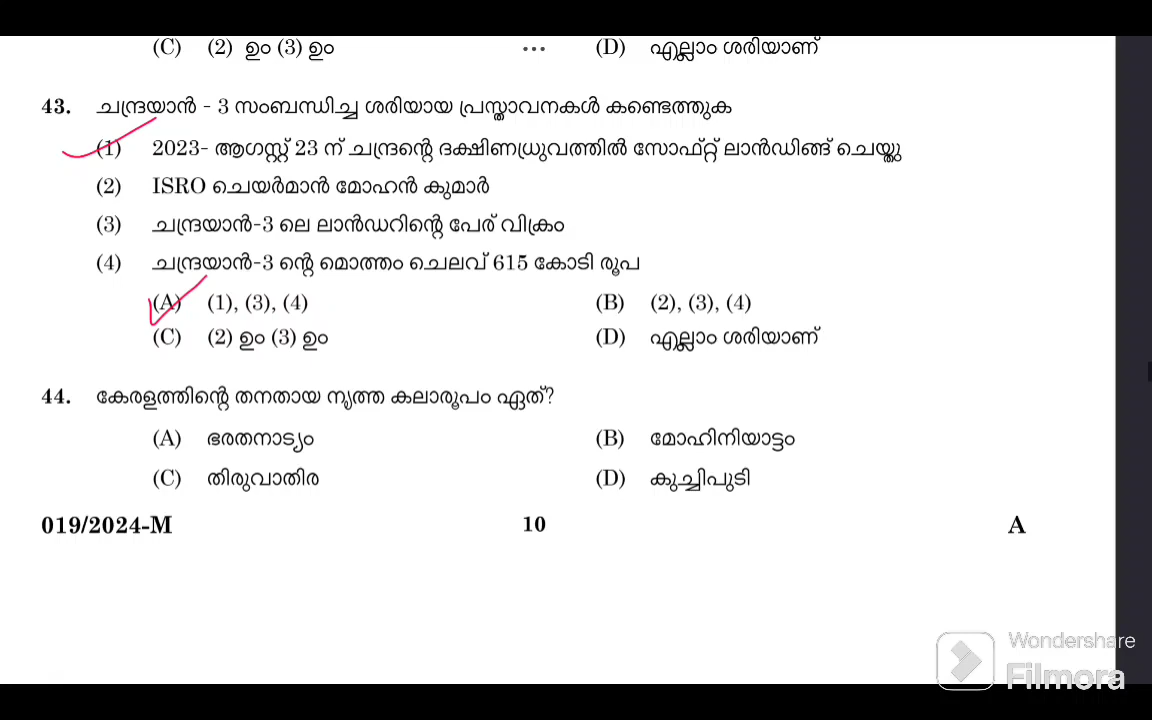 (C) (2) ഉം (3) ഉം ... (D) എല്ലാം ശരിയാണ്
43. ചന്ദ്രയാൻ - 3 സംബന്ധിച്ച ശരിയായ പ്രസ്താവനകൾ കണ്ടെത്തുക
(1) 2023- ആഗസ്റ്റ് 23 ന് ചന്ദ്രന്റെ ദക്ഷിണധ്രുവത്തിൽ സോഫ്റ്റ് ലാൻഡിങ്ങ് ചെയ്തു
(2) ISRO ചെയർമാൻ മോഹൻ കുമാർ
(3) ചന്ദ്രയാൻ-3 ലെ ലാൻഡറിന്റെ പേര് വിക്രം
(4) ചന്ദ്രയാൻ-3 ന്റെ മൊത്തം ചെലവ് 615 കോടി രൂപ
(A) (1), (3), (4) (B) (2), (3), (4)
(C) (2) ഉം (3) ഉം (D) എല്ലാം ശരിയാണ്
44. കേരളത്തിന്റെ തനതായ നൃത്ത കലാരൂപം ഏത്?
(A) ഭരതനാട്യം (B) മോഹിനിയാട്ടം
(C) തിരുവാതിര (D) കുച്ചിപുടി
019/2024-M 10 A
Wondershare
Filmora